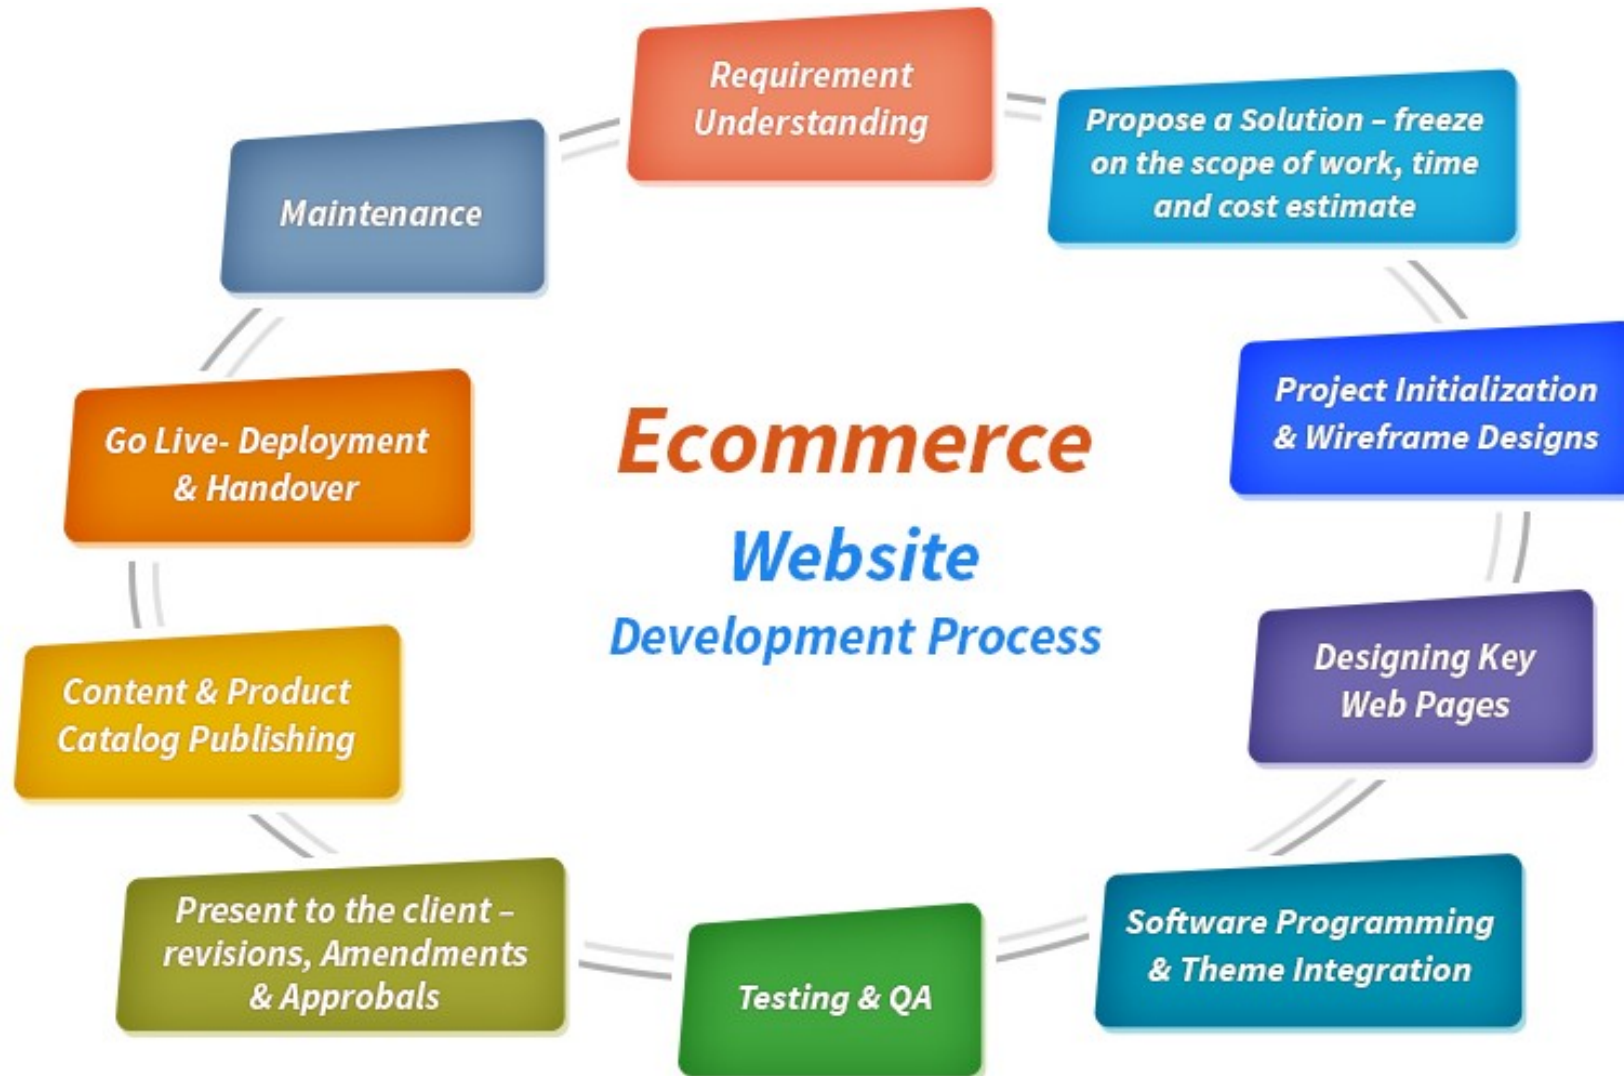 Requirement
Understanding
Propose a Solution – freeze
on the scope of work, time
and cost estimate
Project Initialization
& Wireframe Designs
Designing Key
Web Pages
Software Programming
& Theme Integration
Testing & QA
Present to the client –
revisions, Amendments
& Approbals
Content & Product
Catalog Publishing
Go Live- Deployment
& Handover
Maintenance
Ecommerce
Website
Development Process